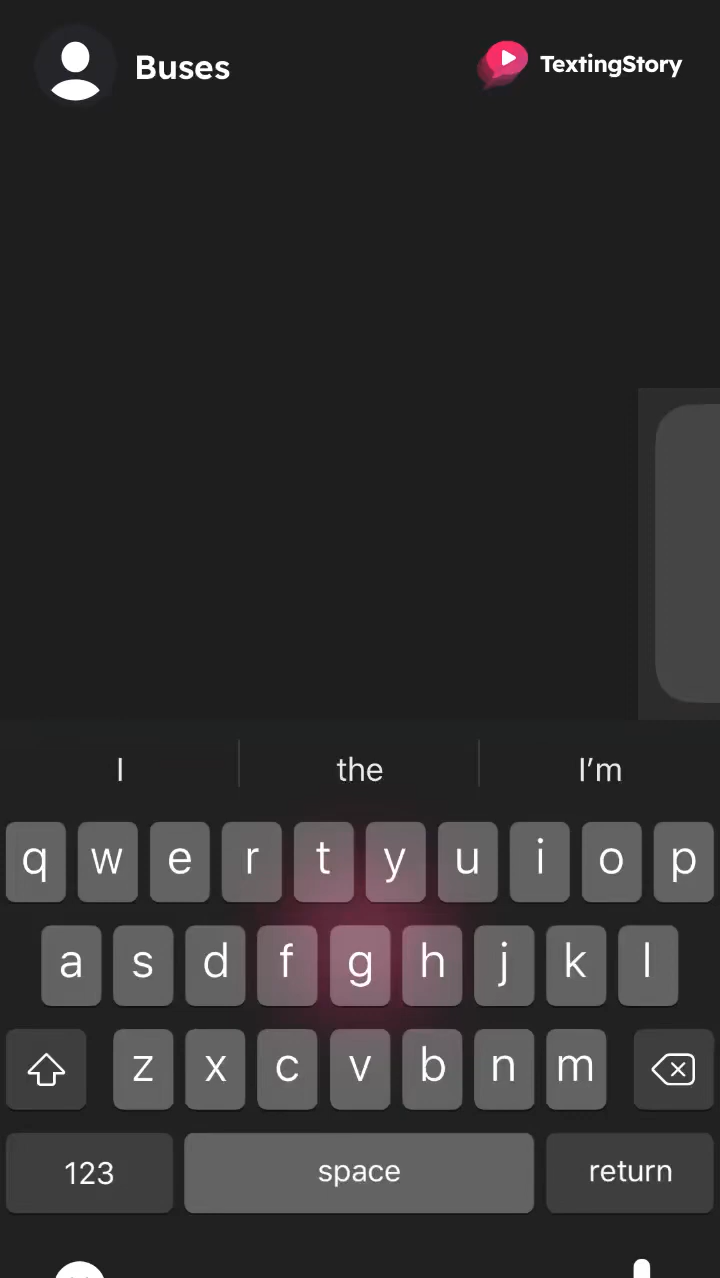 Buses
TextingStory
I the I’m
q w e r t y u i o p
a s d f g h j k l
z x c v b n m
123 space return